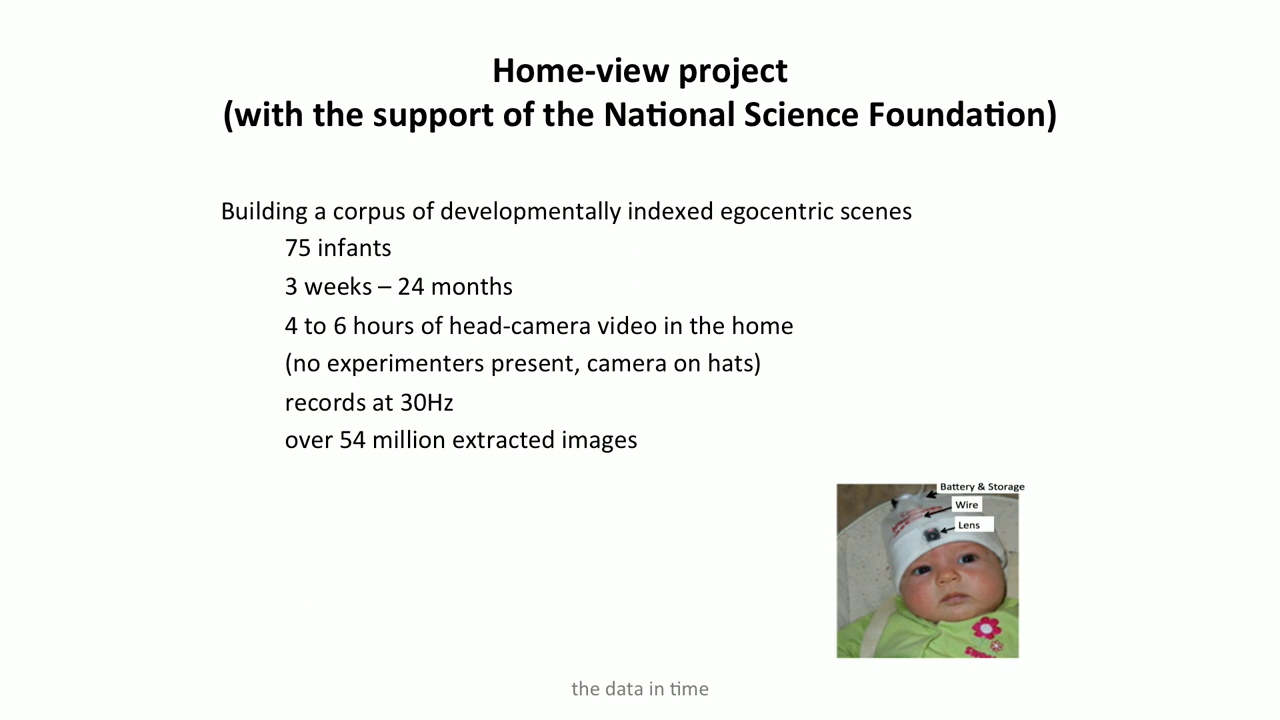 Home-view project
(with the support of the National Science Foundation)
Building a corpus of developmentally indexed egocentric scenes
75 infants
3 weeks – 24 months
4 to 6 hours of head-camera video in the home
(no experimenters present, camera on hats)
records at 30Hz
over 54 million extracted images
Battery & Storage
Wire
Lens
the data in time